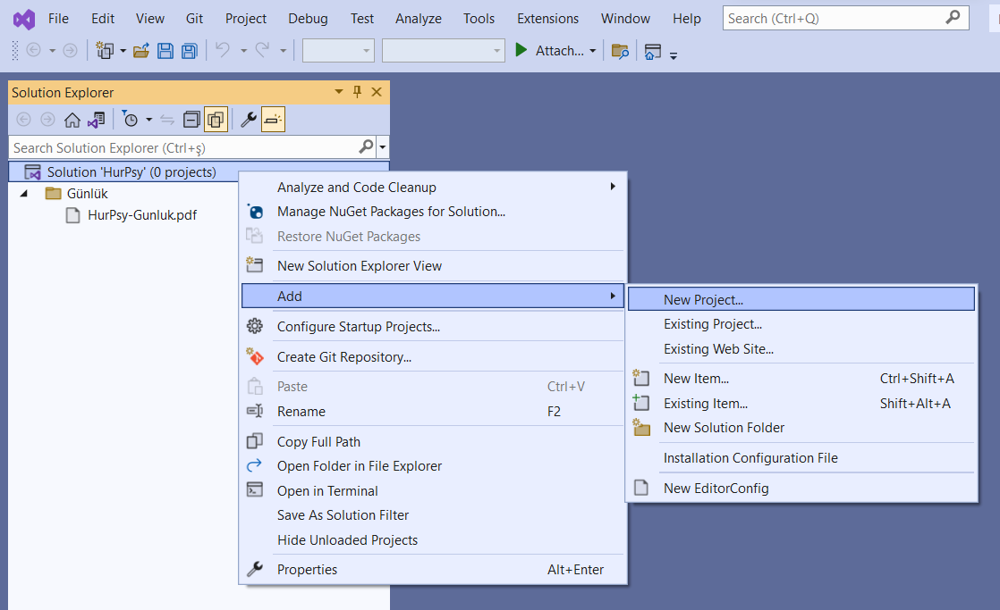 File Edit View Git Project Debug Test Analyze Tools Extensions Window Help Search (Ctrl+Q)
Attach...
Solution Explorer
Search Solution Explorer (Ctrl+ş)
Solution 'HurPsy' (0 projects)
Günlük
HurPsy-Gunluk.pdf
Analyze and Code Cleanup
Manage NuGet Packages for Solution...
Restore NuGet Packages
New Solution Explorer View
Add
Configure Startup Projects...
Create Git Repository...
Paste Ctrl+V
Rename F2
Copy Full Path
Open Folder in File Explorer
Open in Terminal
Save As Solution Filter
Hide Unloaded Projects
Properties Alt+Enter
New Project...
Existing Project...
Existing Web Site...
New Item... Ctrl+Shift+A
Existing Item... Shift+Alt+A
New Solution Folder
Installation Configuration File
New EditorConfig